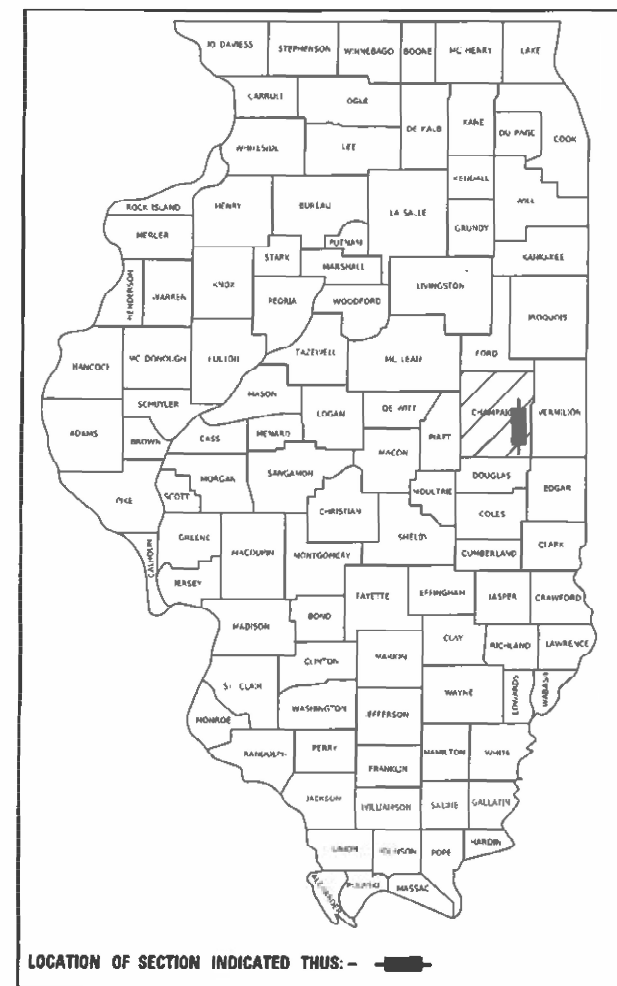 JO DAVIESS STEPHENSON WINNEBAGO BOONE MC HENRY LAKE
CARROLL OGLE
DE KALB KANE DU PAGE COOK
WHITESIDE LEE
KENDALL WILL
ROCK ISLAND HENRY BUREAU LA SALLE
MERCER PUTNAM GRUNDY
STARK MARSHALL KANKAKEE
HENDERSON WARREN KNOX PEORIA WOODFORD LIVINGSTON IROQUOIS
HANCOCK MC DONOUGH FULTON TAZEWELL MC LEAN FORD
MASON
SCHUYLER LOGAN DE WITT CHAMPAI VERMILION
ADAMS BROWN CASS MENARD MACON PIATT
MORGAN SANGAMON DOUGLAS
PIKE SCOTT MOULTRIE EDGAR
CHRISTIAN COLES
GREENE SHELBY
CALHOUN MACOUPIN MONTGOMERY CUMBERLAND CLARK
JERSEY FAYETTE EFFINGHAM JASPER CRAWFORD
MADISON BOND
CLAY RICHLAND LAWRENCE
CLINTON MARION
ST CLAIR WAYNE EDWARDS WABASH
WASHINGTON JEFFERSON
MONROE
RANDOLPH PERRY HAMILTON WHITE
FRANKLIN
JACKSON WILLIAMSON SALINE GALLATIN
UNION JOHNSON POPE HARDIN
ALEXANDER PULASKI MASSAC
LOCATION OF SECTION INDICATED THUS: -